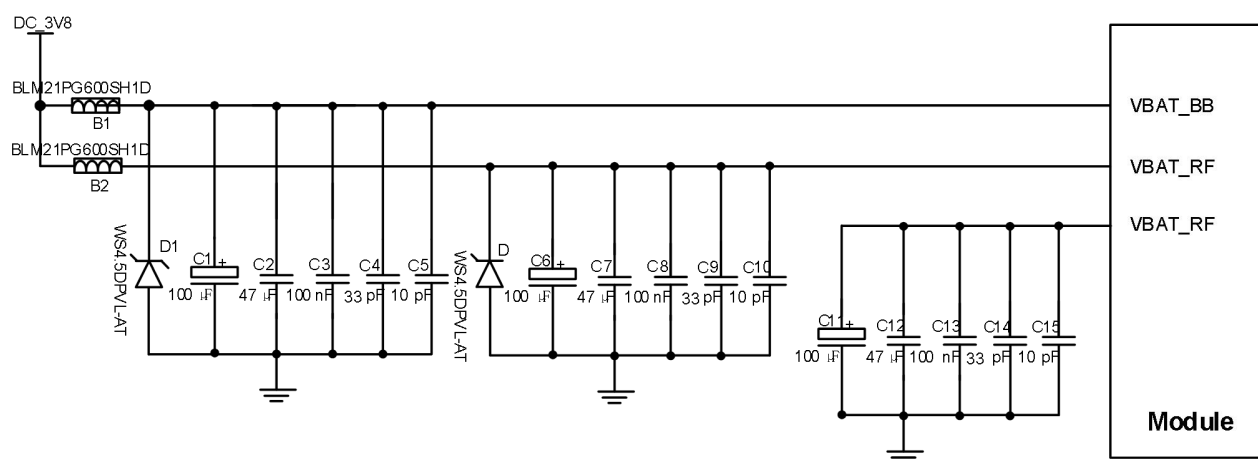 DC_3V8
BLM21PG600SH1D
B1
VBAT_BB
BLM21PG600SH1D
B2
VBAT_RF
VBAT_RF
WS4.5DPVL-AT
D1
C1 +
100 µF
C2
47 µF
C3
100 nF
C4
33 pF
C5
10 pF
WS4.5DPVL-AT
D
C6 +
100 µF
C7
47 µF
C8
100 nF
C9
33 pF
C10
10 pF
C11 +
100 µF
C12
47 µF
C13
100 nF
C14
33 pF
C15
10 pF
Module